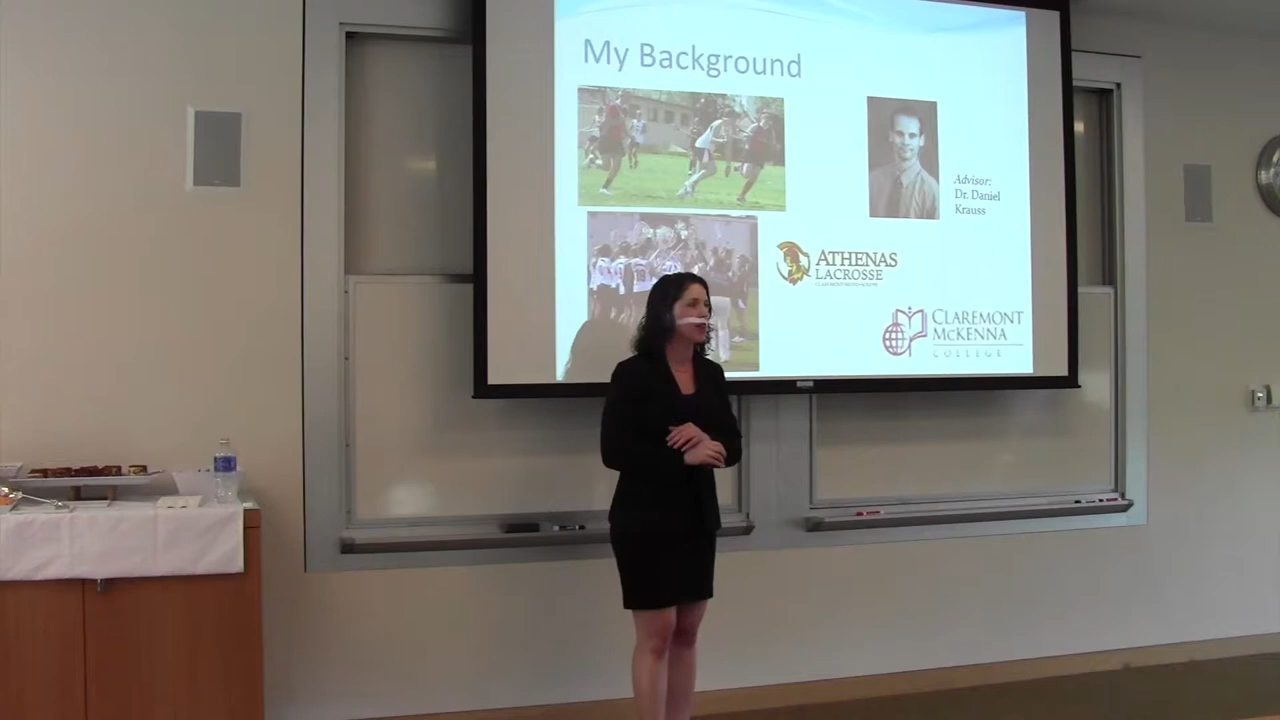 My Background
Advisor:
Dr. Daniel
Krauss
ATHENAS
LACROSSE
CLAREMONT
MCKENNA
COLLEGE